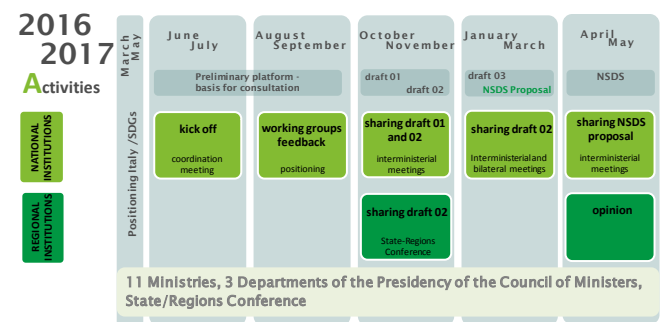 2016
2017
Activities
March
May
June
July
August
September
October
November
January
March
April
May
Preliminary platform -
basis for consultation
draft 01
draft 02
draft 03
NSDS Proposal
NSDS
Positioning Italy /SDGs
NATIONAL
INSTITUTIONS
kick off
coordination
meeting
working groups
feedback
positioning
sharing draft 01
and 02
interministerial
meetings
sharing draft 02
Interministerial and
bilateral meetings
sharing NSDS
proposal
interministerial
meetings
REGIONAL
INSTITUTIONS
sharing draft 02
State-Regions
Conference
opinion
11 Ministries, 3 Departments of the Presidency of the Council of Ministers,
State/Regions Conference